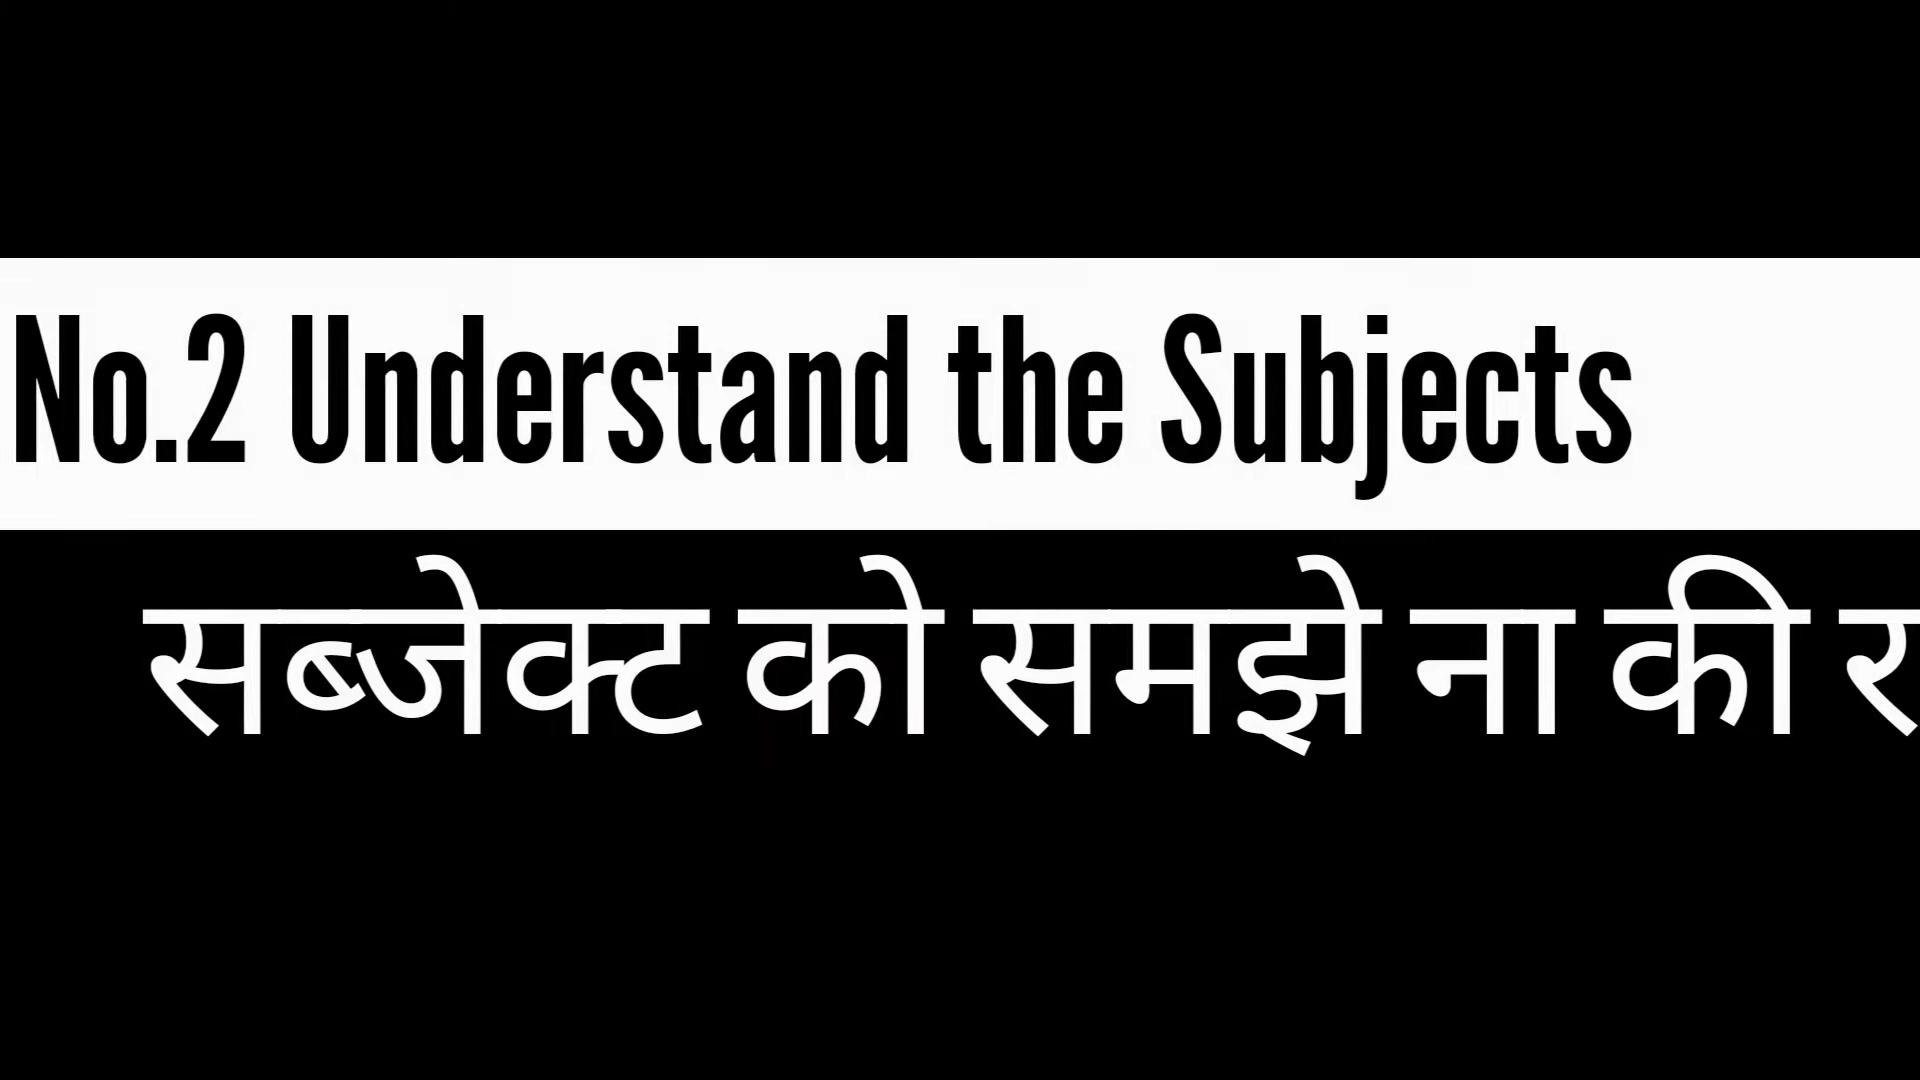 No.2 Understand the Subjects
सब्जेक्ट को समझे ना की